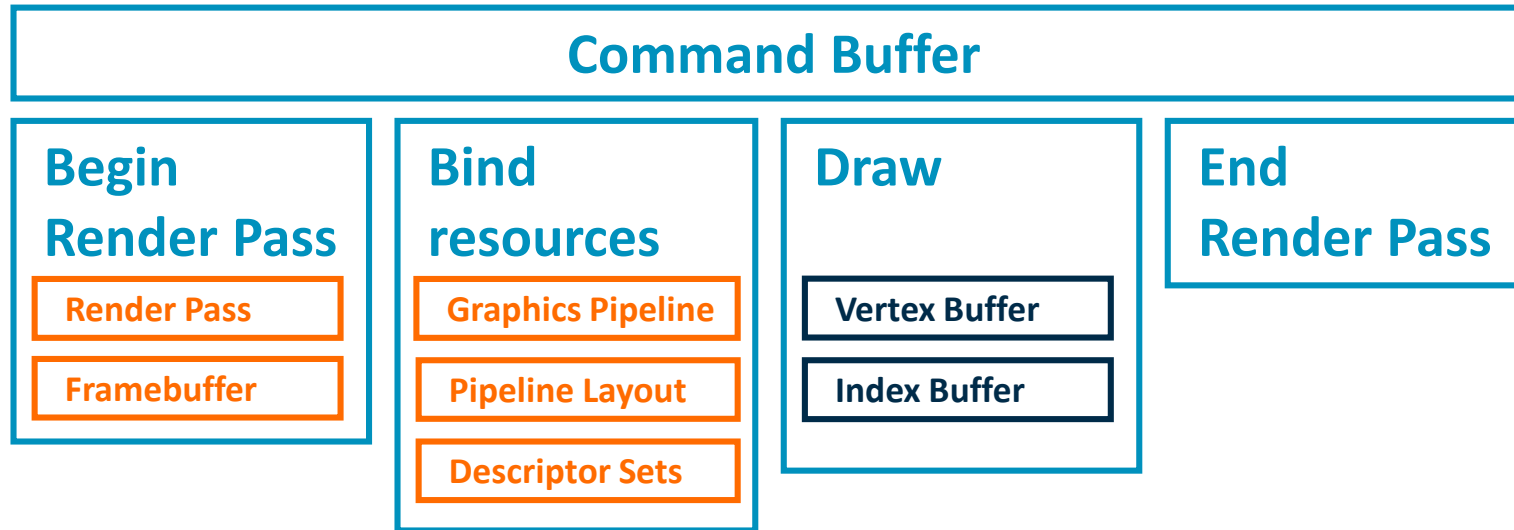 Command Buffer
Begin
Render Pass
Render Pass
Framebuffer
Bind
resources
Graphics Pipeline
Pipeline Layout
Descriptor Sets
Draw
Vertex Buffer
Index Buffer
End
Render Pass